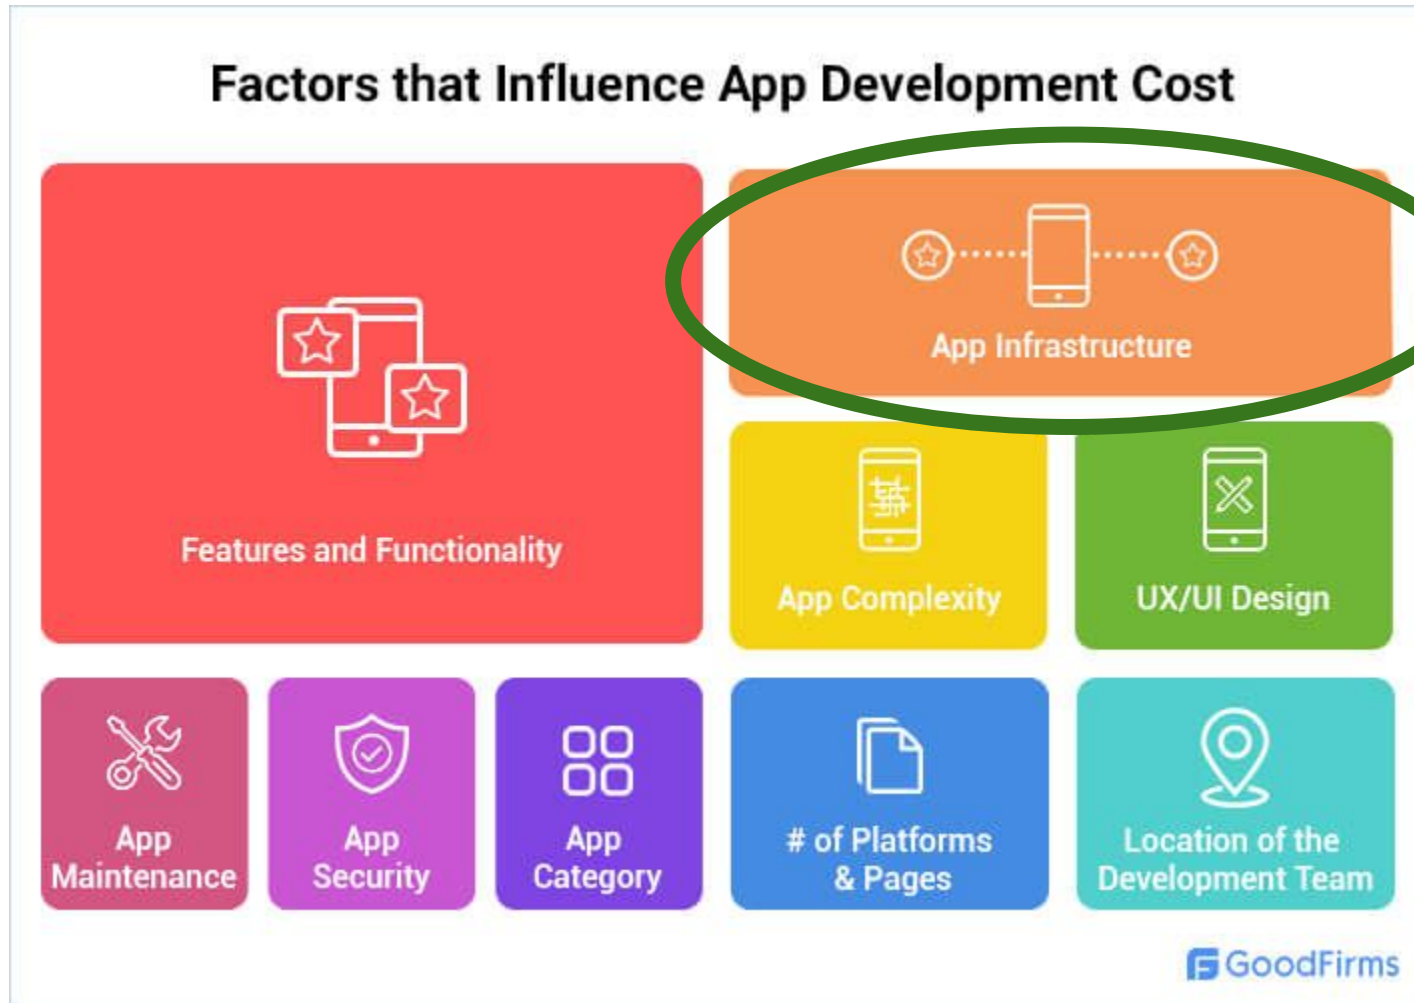 Factors that Influence App Development Cost
Features and Functionality
App Infrastructure
App Complexity
UX/UI Design
App
Maintenance
App
Security
App
Category
# of Platforms
& Pages
Location of the
Development Team
GoodFirms